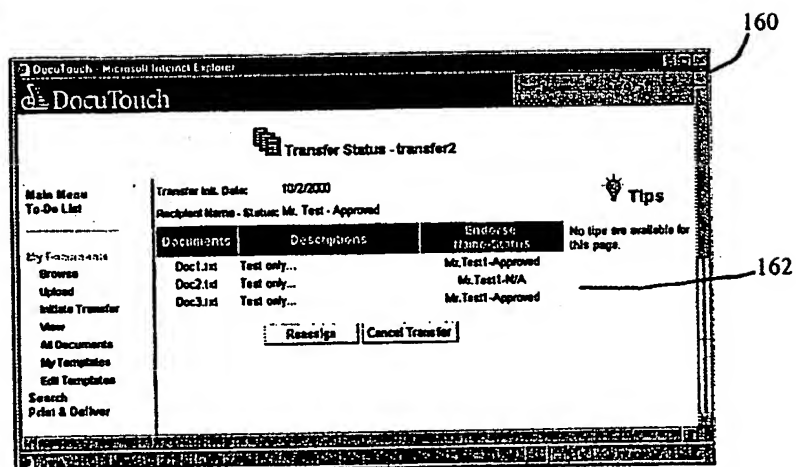 160
DocuTouch - Microsoft Internet Explorer
DocuTouch
Transfer Status - transfer2
Main Menu
To-Do List
My Documents
Browse
Upload
Initiate Transfer
View
All Documents
My Templates
Edit Templates
Search
Print & Deliver
Transfer Init. Date: 10/2/2000
Recipient Name - Status: Mr. Test - Approved
Documents Descriptions Endorse
Name-Status
Doc1.txt Test only... Mr.Test1-Approved
Doc2.txt Test only... Mr.Test1-N/A
Doc3.txt Test only... Mr.Test1-Approved
Reassign Cancel Transfer
Tips
No tips are available for
this page.
162